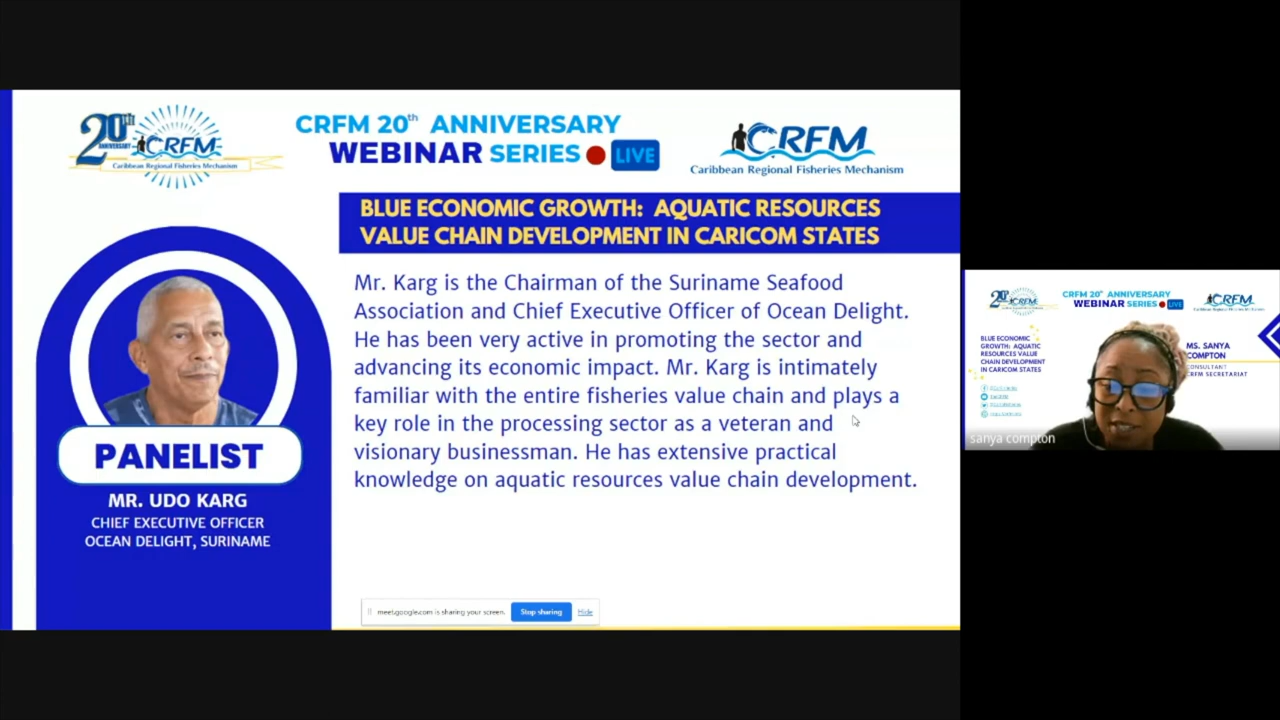 20th
ANNIVERSARY
CRFM
Caribbean Regional Fisheries Mechanism
CRFM 20th ANNIVERSARY
WEBINAR SERIES LIVE
CRFM
Caribbean Regional Fisheries Mechanism
BLUE ECONOMIC GROWTH: AQUATIC RESOURCES
VALUE CHAIN DEVELOPMENT IN CARICOM STATES
Mr. Karg is the Chairman of the Suriname Seafood
Association and Chief Executive Officer of Ocean Delight.
He has been very active in promoting the sector and
advancing its economic impact. Mr. Karg is intimately
familiar with the entire fisheries value chain and plays a
key role in the processing sector as a veteran and
visionary businessman. He has extensive practical
knowledge on aquatic resources value chain development.
PANELIST
MR. UDO KARG
CHIEF EXECUTIVE OFFICER
OCEAN DELIGHT, SURINAME
meet.google.com is sharing your screen. Stop sharing Hide
20th
CRFM
CRFM 20th ANNIVERSARY
WEBINAR SERIES LIVE
CRFM
BLUE ECONOMIC
GROWTH: AQUATIC
RESOURCES VALUE
CHAIN DEVELOPMENT
IN CARICOM STATES
MS. SANYA
COMPTON
CONSULTANT
CRFM SECRETARIAT
sanya compton